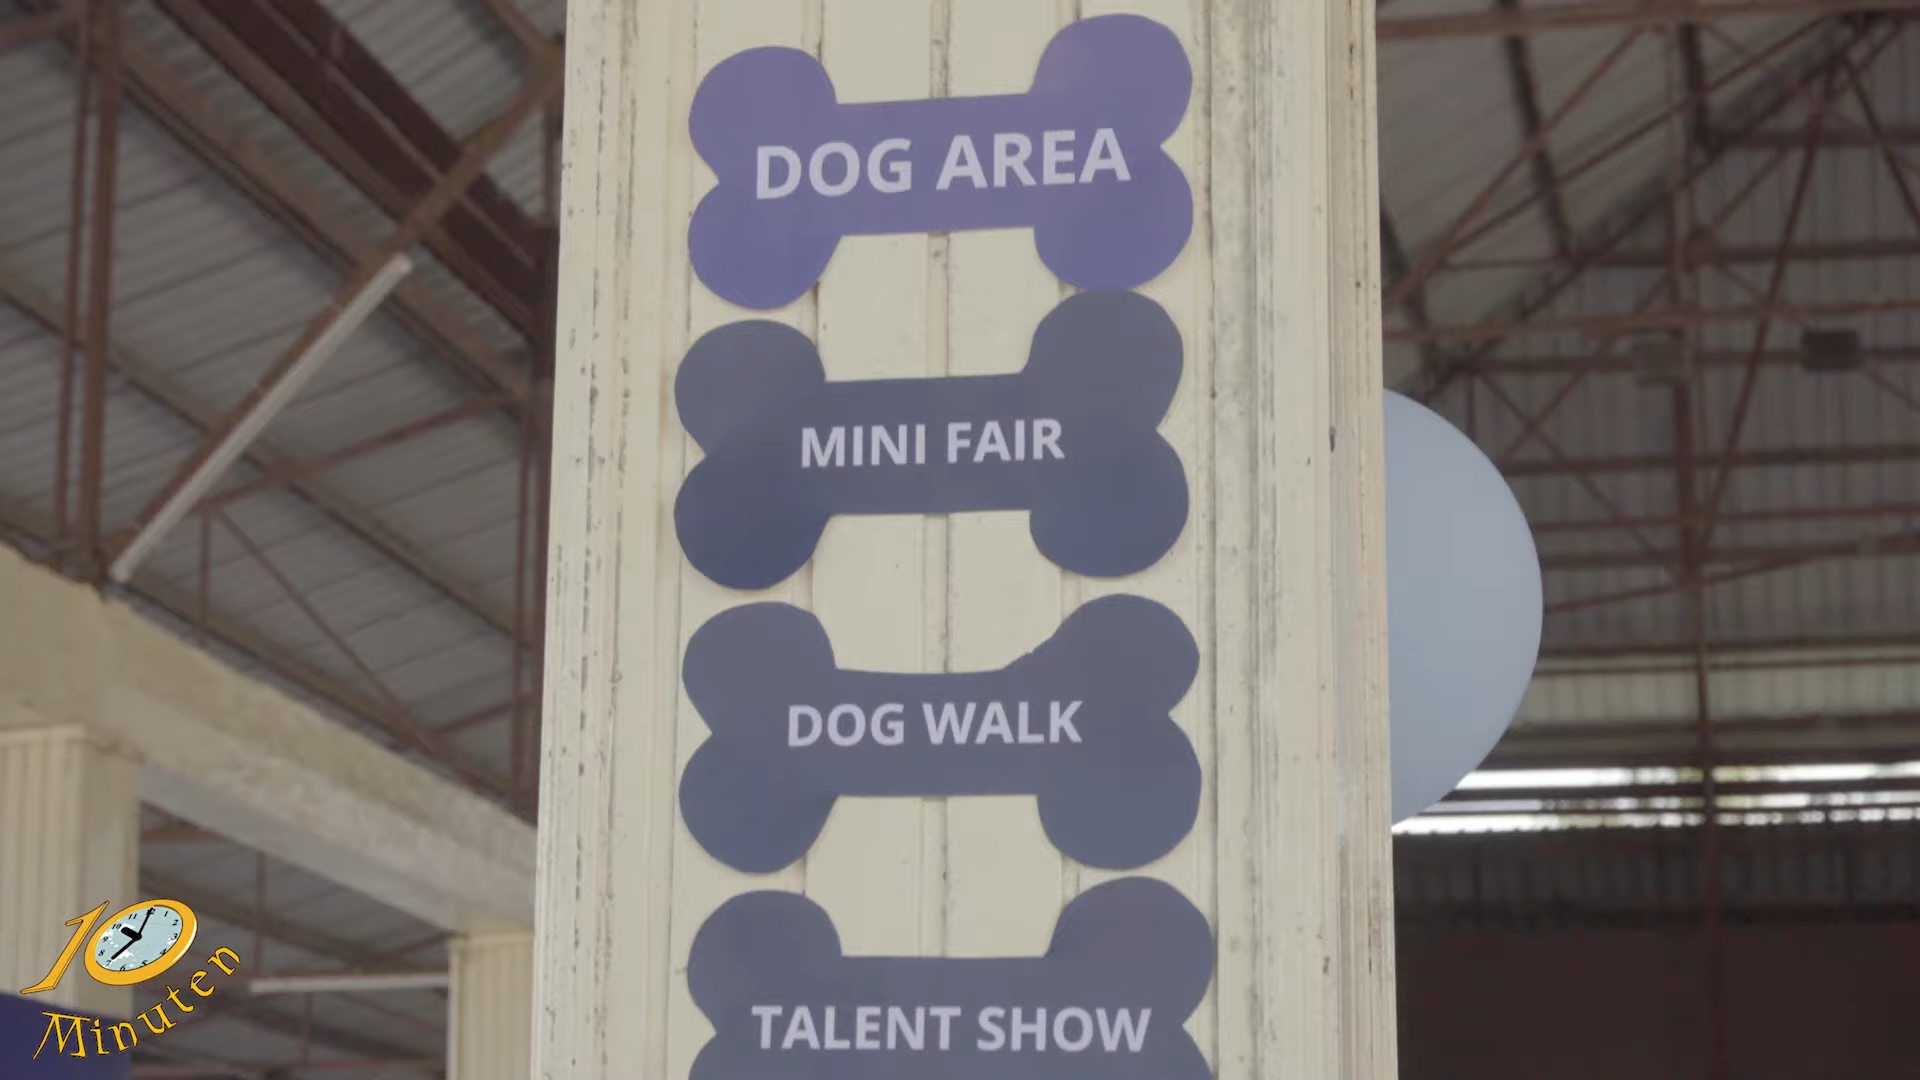 DOG AREA
MINI FAIR
DOG WALK
TALENT SHOW
10
Minuten